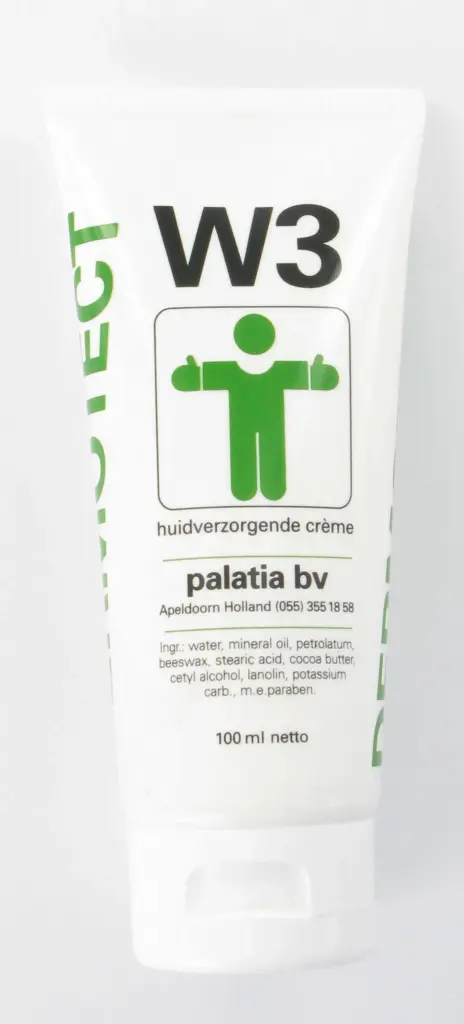 W3
huidverzorgende crème
palatia bv
Apeldoorn Holland (055) 355 18 58
Ingr.: water, mineral oil, petrolatum,
beeswax, stearic acid, cocoa butter,
cetyl alcohol, lanolin, potassium
carb., m.e.paraben.
100 ml netto